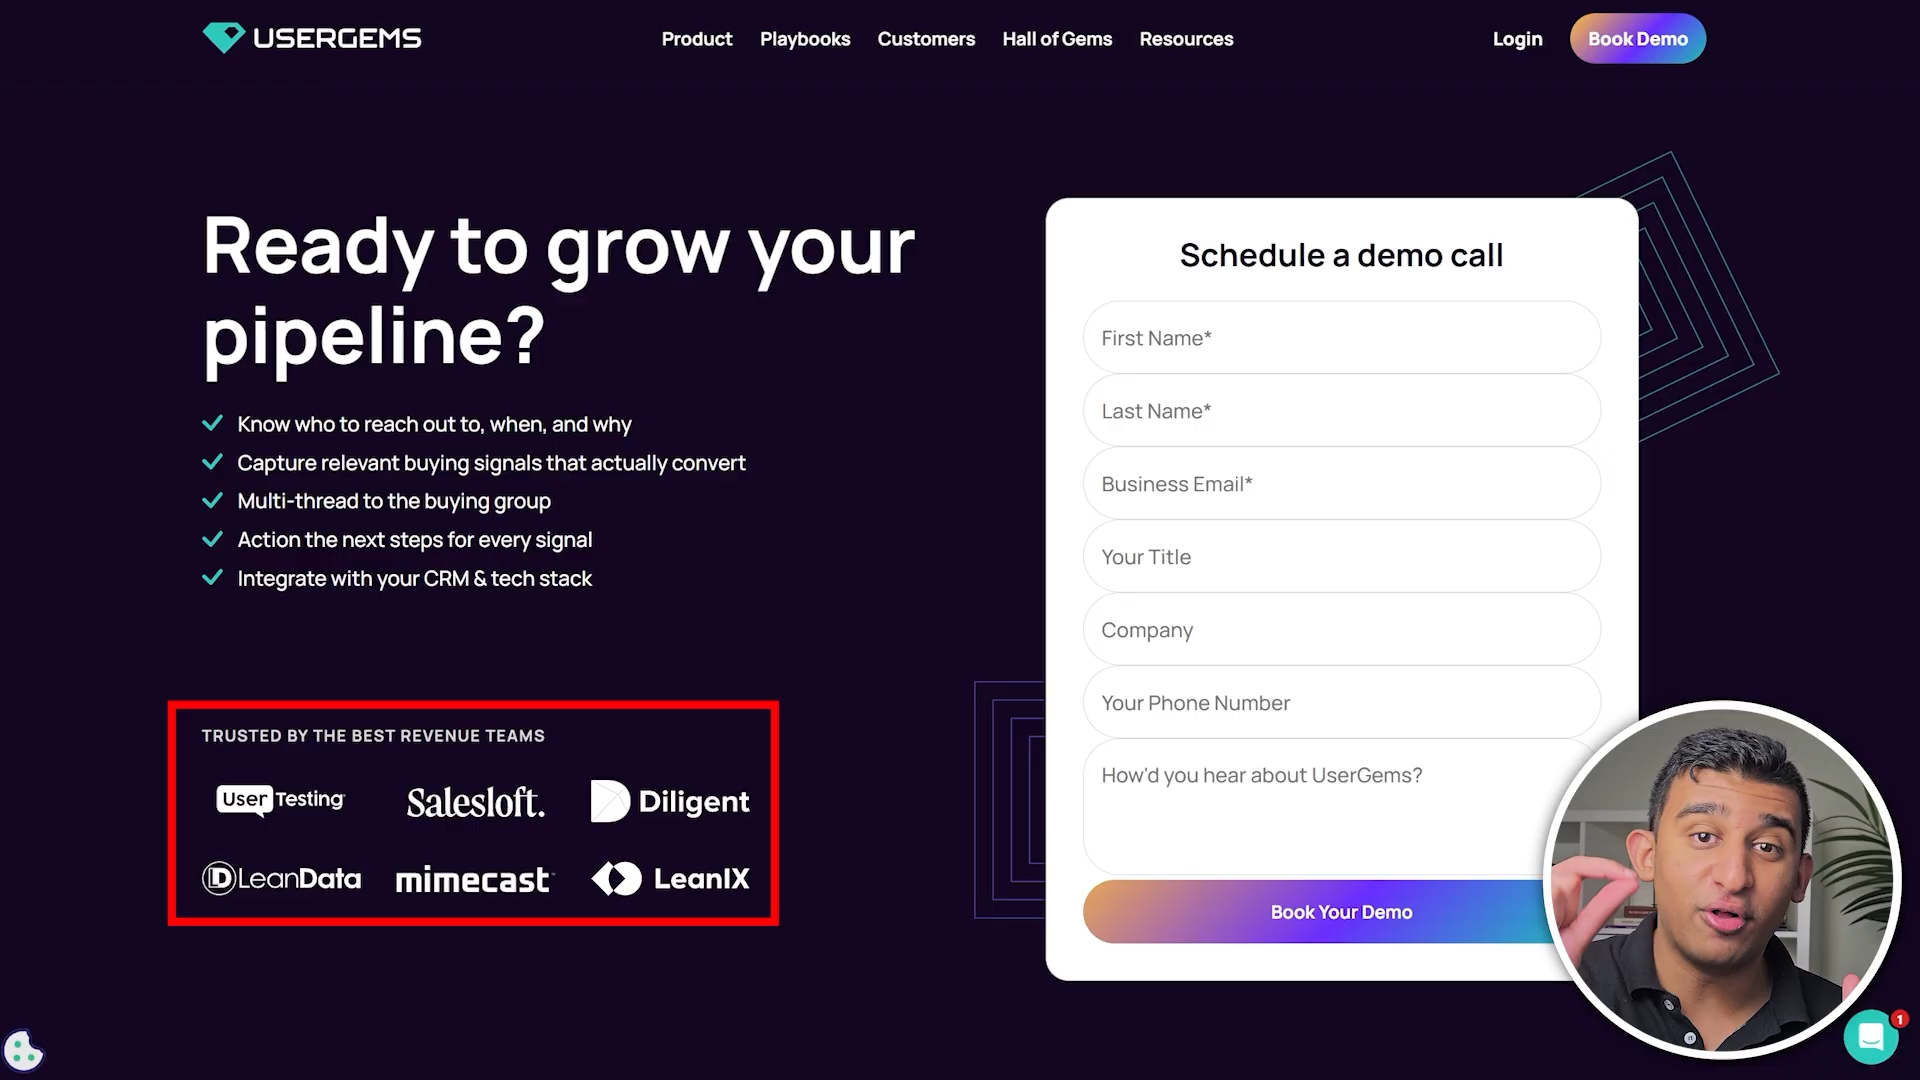 USERGEMS
Product
Playbooks
Customers
Hall of Gems
Resources
Login
Book Demo
Ready to grow your
pipeline?
Know who to reach out to, when, and why
Capture relevant buying signals that actually convert
Multi-thread to the buying group
Action the next steps for every signal
Integrate with your CRM & tech stack
TRUSTED BY THE BEST REVENUE TEAMS
UserTesting
Salesloft.
Diligent
LeanData
mimecast
LeanIX
Schedule a demo call
First Name*
Last Name*
Business Email*
Your Title
Company
Your Phone Number
How'd you hear about UserGems?
Book Your Demo
1